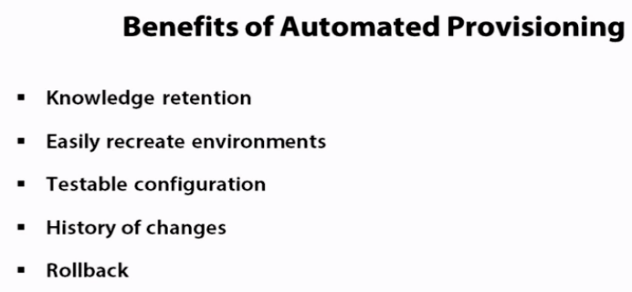 Benefits of Automated Provisioning
▪ Knowledge retention
▪ Easily recreate environments
▪ Testable configuration
▪ History of changes
▪ Rollback